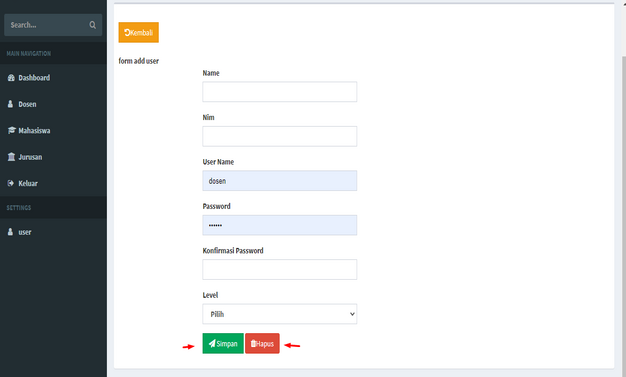 Search...
MAIN NAVIGATION
Dashboard
Dosen
Mahasiswa
Jurusan
Keluar
SETTINGS
user
Kembali
form add user
Name
Nim
User Name
dosen
Password
••••••
Konfirmasi Password
Level
Pilih
Simpan Hapus